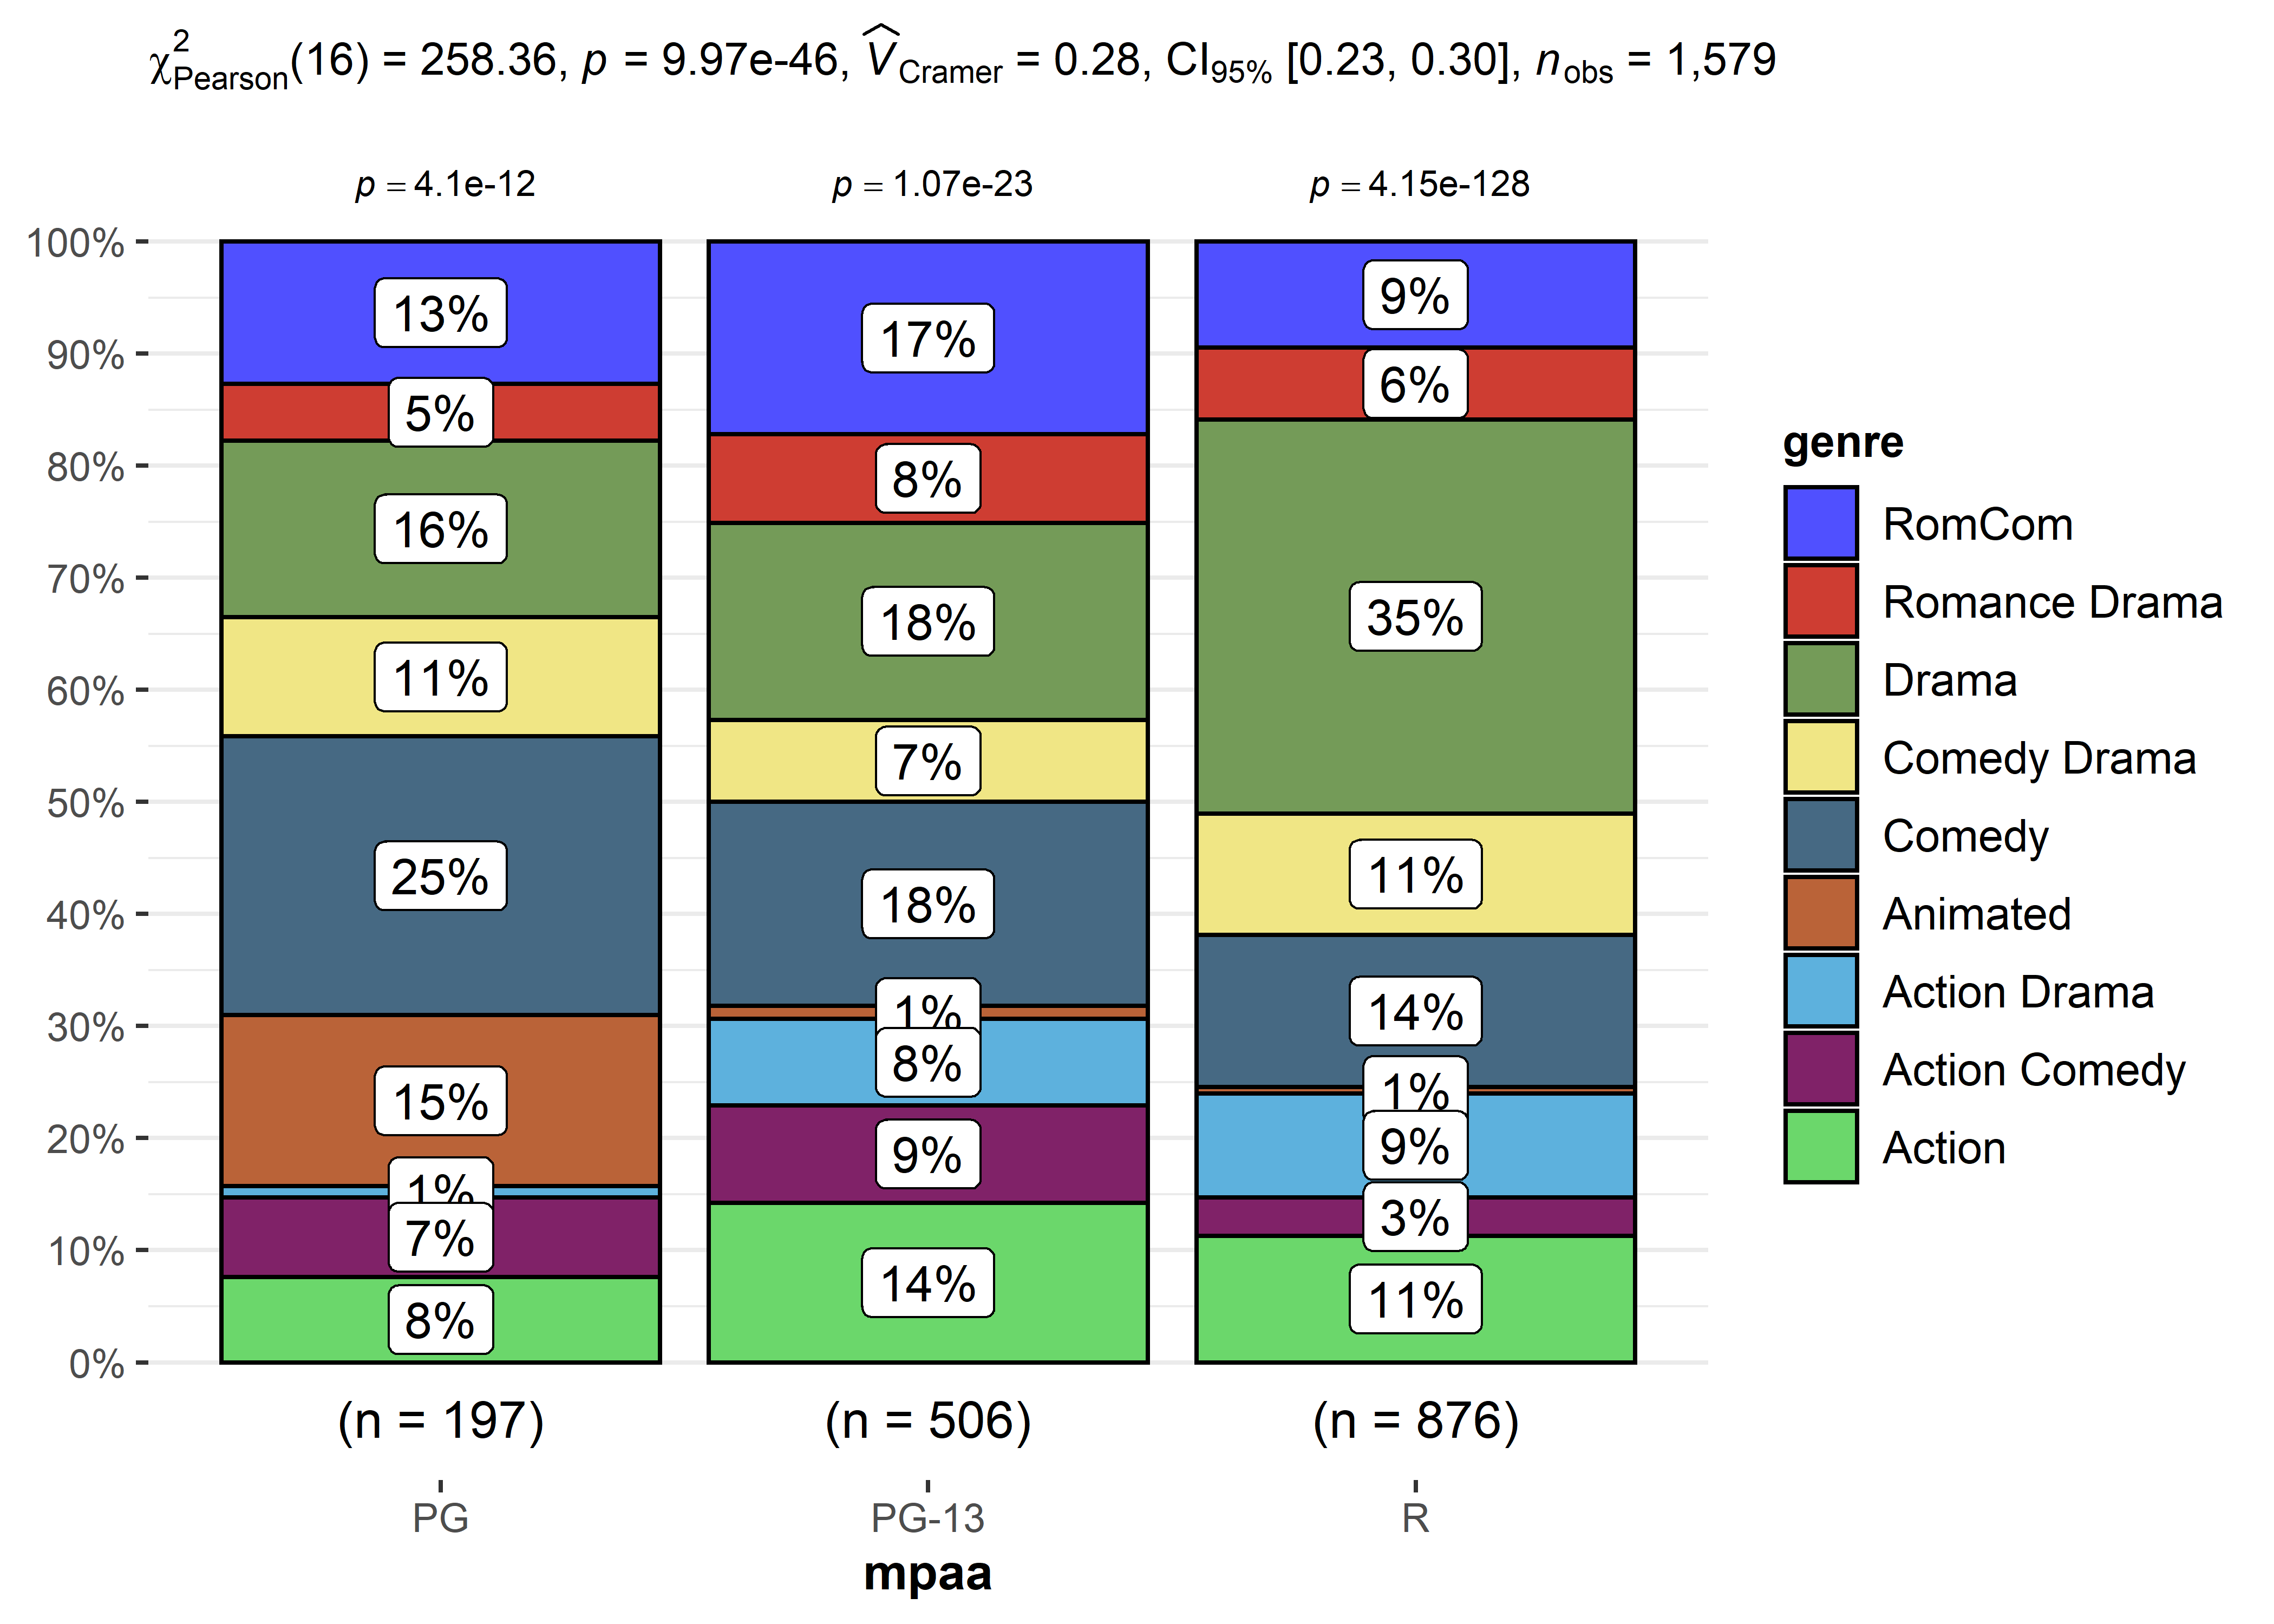 χ²Pearson(16) = 258.36, p = 9.97e-46, V̂Cramer = 0.28, CI95% [0.23, 0.30], nobs = 1,579
p = 4.1e-12 p = 1.07e-23 p = 4.15e-128
100%
90%
80%
70%
60%
50%
40%
30%
20%
10%
0%
13%
5%
16%
11%
25%
15%
1%
7%
8%
17%
8%
18%
7%
18%
1%
8%
9%
14%
9%
6%
35%
11%
14%
1%
9%
3%
11%
(n = 197) (n = 506) (n = 876)
PG PG-13 R
mpaa
genre
RomCom
Romance Drama
Drama
Comedy Drama
Comedy
Animated
Action Drama
Action Comedy
Action